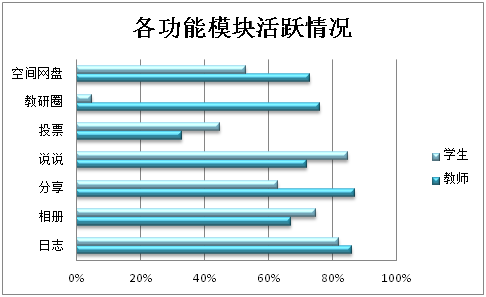 各功能模块活跃情况
空间网盘
教研圈
投票
说说
分享
相册
日志
0% 20% 40% 60% 80% 100%
学生
教师